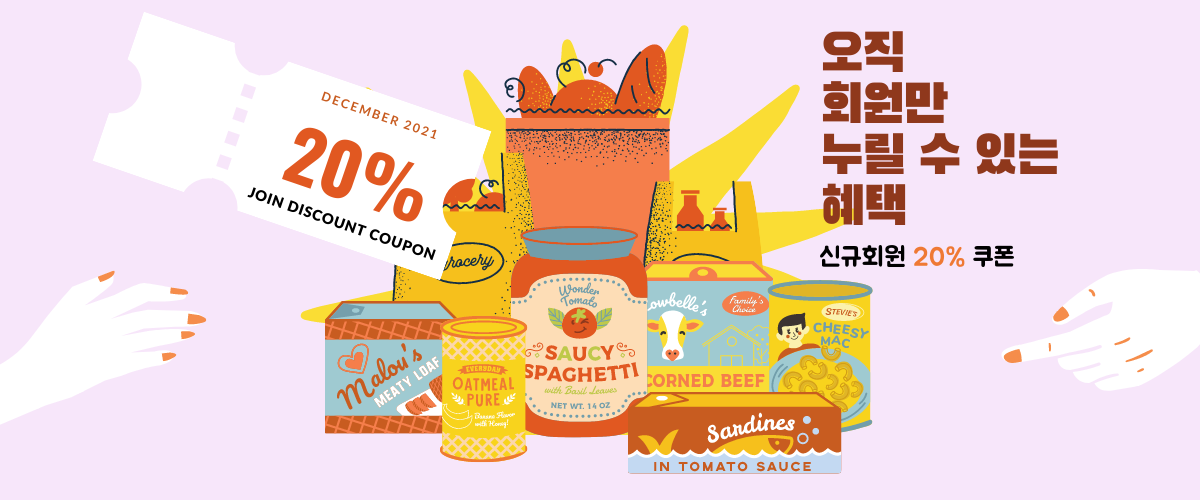 DECEMBER 2021
20%
JOIN DISCOUNT COUPON
오직
회원만
누릴 수 있는
혜택
신규회원 20% 쿠폰
Grocery
Wonder
Tomato
SAUCY
SPAGHETTI
with Basil Leaves
NET WT. 14 OZ
Malou's
MEATY LOAF
EVERYDAY
OATMEAL
PURE
Banana Flavor
with Honey!
owbelle's
Family's
Choice
CORNED BEEF
STEVIE'S
CHEESY
MAC
Sardines
IN TOMATO SAUCE